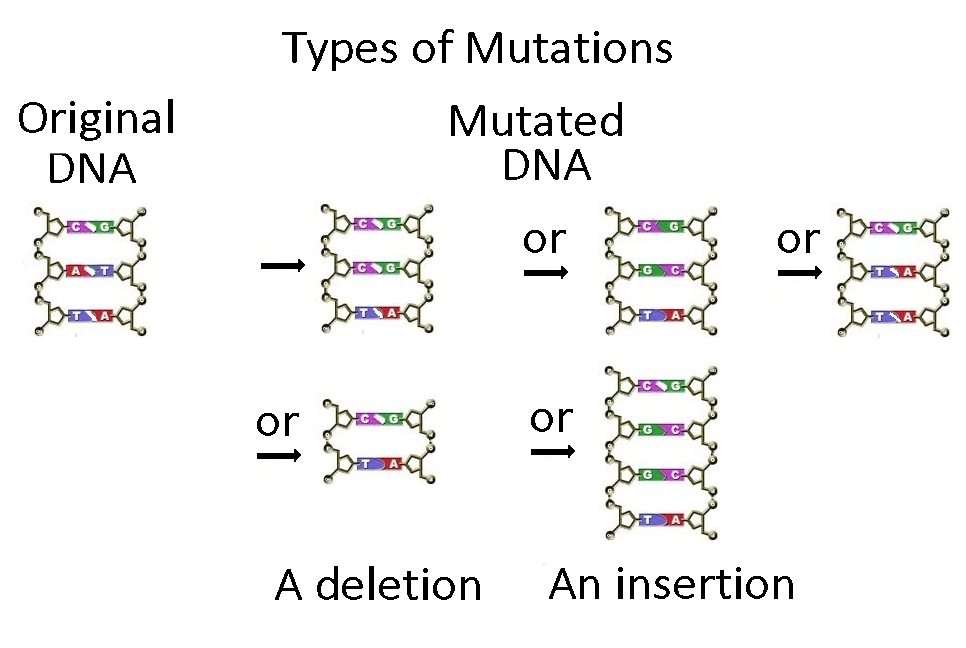 Types of Mutations
Original
DNA
Mutated
DNA
C G
A T
T A
C G
C G
T A
or
C G
G C
T A
or
C G
T A
T A
or
C G
T A
or
C G
G C
G C
T A
A deletion
An insertion